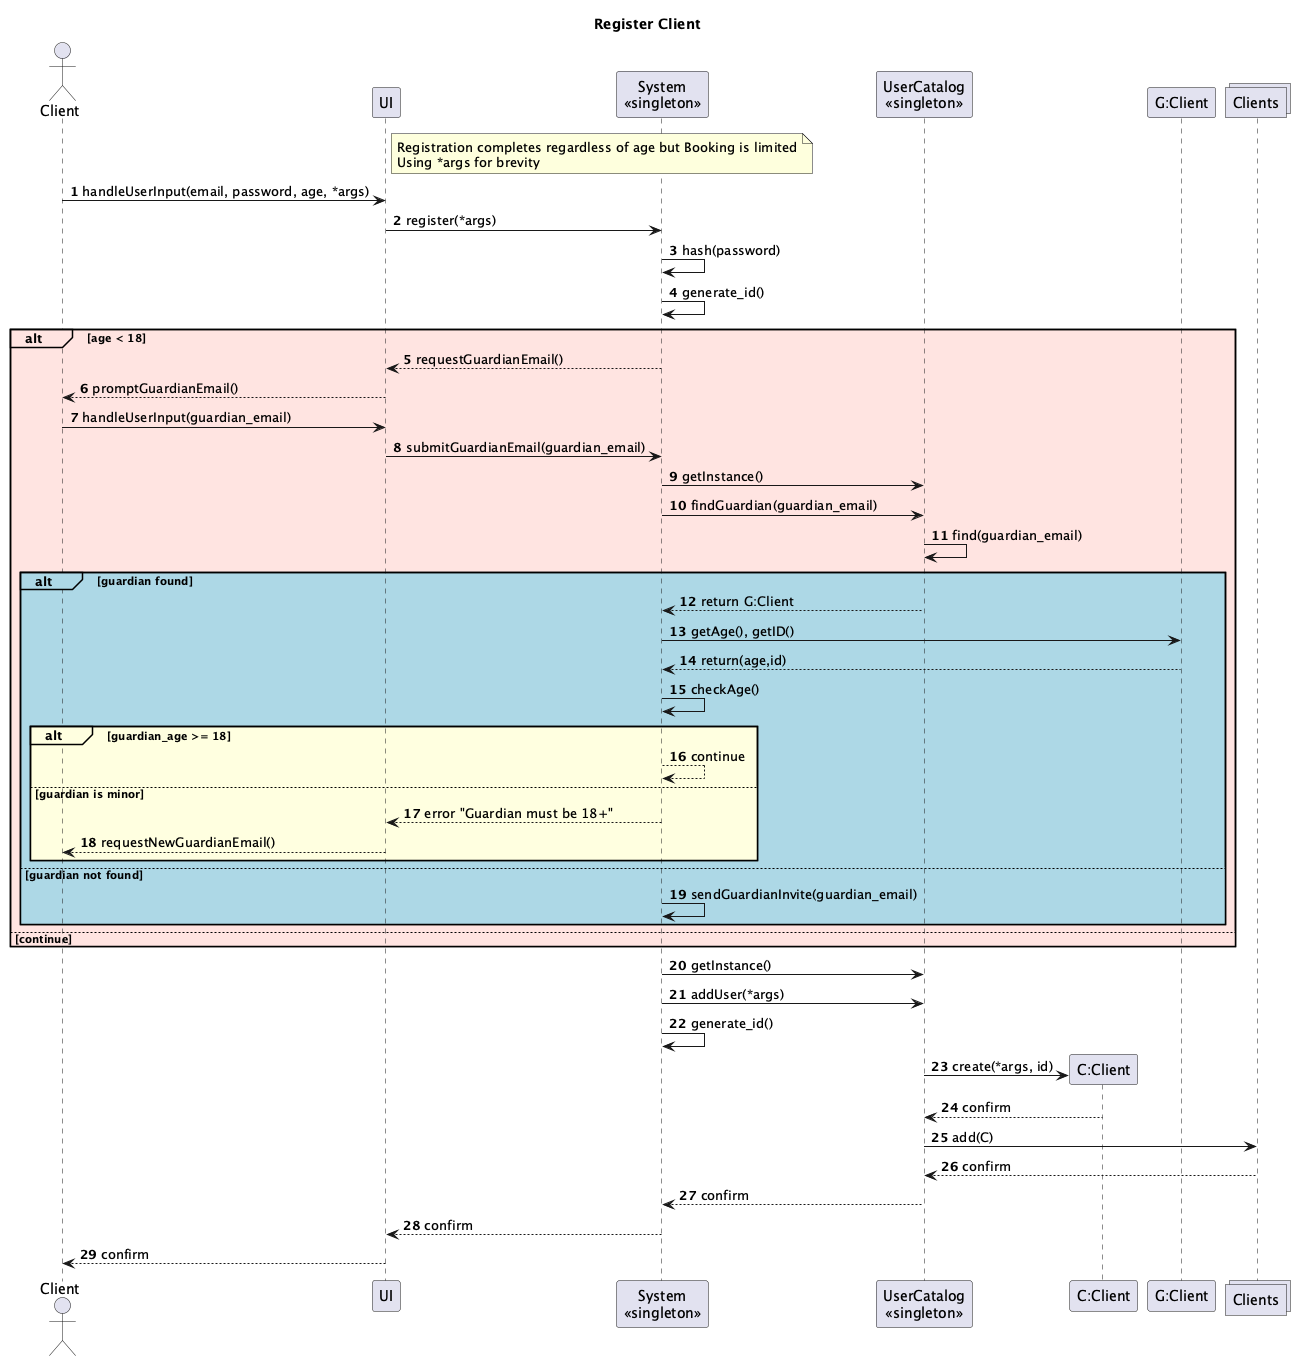 Register Client
Client
UI
System
«singleton»
UserCatalog
«singleton»
G:Client
Clients
Registration completes regardless of age but Booking is limited
Using *args for brevity
1 handleUserInput(email, password, age, *args)
2 register(*args)
3 hash(password)
4 generate_id()
alt [age < 18]
5 requestGuardianEmail()
6 promptGuardianEmail()
7 handleUserInput(guardian_email)
8 submitGuardianEmail(guardian_email)
9 getInstance()
10 findGuardian(guardian_email)
11 find(guardian_email)
alt [guardian found]
12 return G:Client
13 getAge(), getID()
14 return(age,id)
15 checkAge()
alt [guardian_age >= 18]
16 continue
[guardian is minor]
17 error "Guardian must be 18+"
18 requestNewGuardianEmail()
[guardian not found]
19 sendGuardianInvite(guardian_email)
[continue]
20 getInstance()
21 addUser(*args)
22 generate_id()
23 create(*args, id)
C:Client
24 confirm
25 add(C)
26 confirm
27 confirm
28 confirm
29 confirm
Client
UI
System
«singleton»
UserCatalog
«singleton»
C:Client
G:Client
Clients